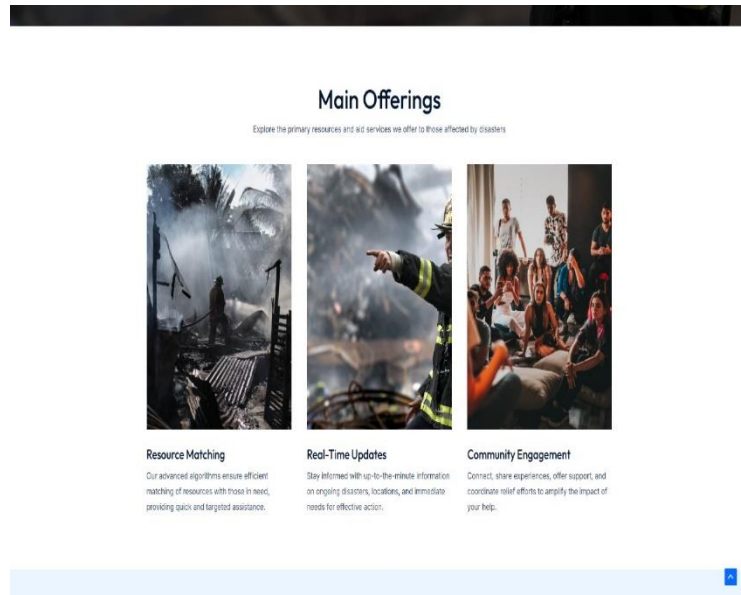 Main Offerings
Explore the primary resources and aid services we offer to those affected by disasters
Resource Matching
Our advanced algorithms ensure efficient
matching of resources with those in need,
providing quick and targeted assistance.
Real-Time Updates
Stay informed with up-to-the-minute information
on ongoing disasters, locations, and immediate
needs for effective action.
Community Engagement
Connect, share experiences, offer support, and
coordinate relief efforts to amplify the impact of
your help.